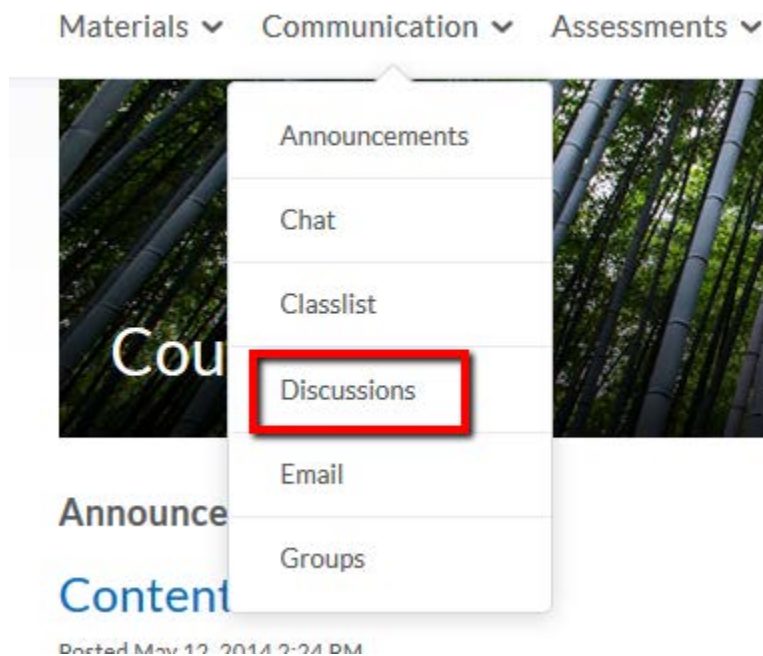 Materials Communication Assessments
Announcements
Chat
Classlist
Cou
Discussions
Email
Announce
Groups
Content
Posted May 12, 2014 2:24 PM